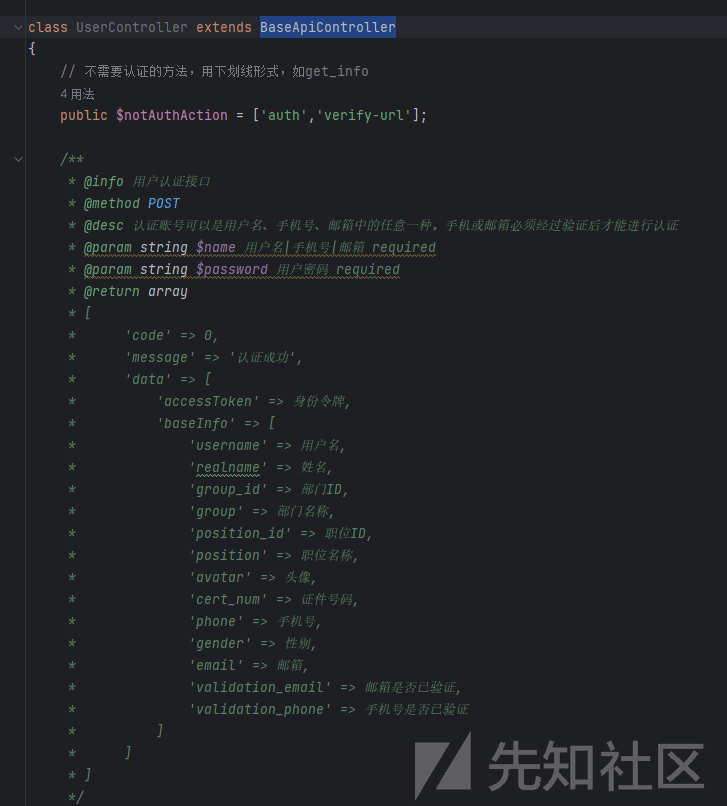 class UserController extends BaseApiController
{
// 不需要认证的方法，用下划线形式，如get_info
4 用法
public $notAuthAction = ['auth','verify-url'];
/**
* @info 用户认证接口
* @method POST
* @desc 认证账号可以是用户名、手机号、邮箱中的任意一种。手机或邮箱必须经过验证后才能进行认证
* @param string $name 用户名|手机号|邮箱 required
* @param string $password 用户密码 required
* @return array
* [
*      'code' => 0,
*      'message' => '认证成功',
*      'data' => [
*          'accessToken' => 身份令牌,
*          'baseInfo' => [
*              'username' => 用户名,
*              'realname' => 姓名,
*              'group_id' => 部门ID,
*              'group' => 部门名称,
*              'position_id' => 职位ID,
*              'position' => 职位名称,
*              'avatar' => 头像,
*              'cert_num' => 证件号码,
*              'phone' => 手机号,
*              'gender' => 性别,
*              'email' => 邮箱,
*              'validation_email' => 邮箱是否已验证,
*              'validation_phone' => 手机号是否已验证
*          ]
*      ]
* ]
*/
先知社区